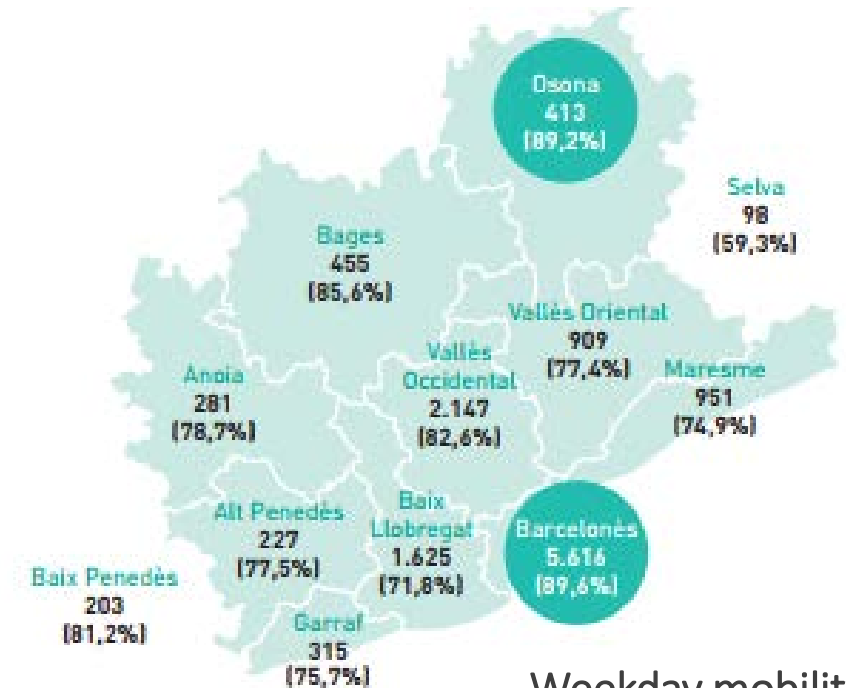 Osona
413
(89,2%)
Selva
98
(59,3%)
Bages
455
(85,6%)
Vallès Oriental
909
(77,4%)
Vallès
Occidental
2.147
(82,6%)
Maresme
951
(74,9%)
Anoia
281
(78,7%)
Alt Penedès
227
(77,5%)
Baix
Llobregat
1.625
(71,8%)
Barcelonès
5.616
(89,6%)
Baix Penedès
203
(81,2%)
Garraf
315
(75,7%)
Weekday mobilit